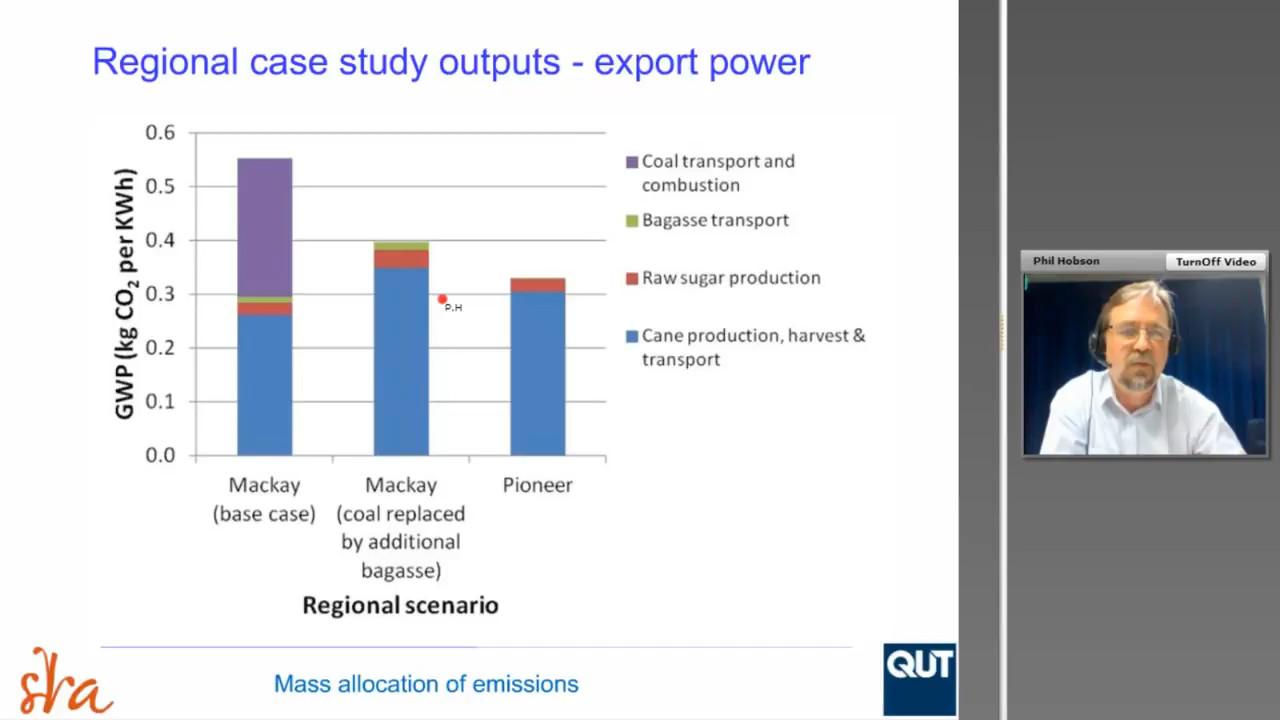 Regional case study outputs - export power
GWP (kg CO2 per KWh)
0.6
0.5
0.4
0.3
0.2
0.1
0.0
Coal transport and
combustion
Bagasse transport
Raw sugar production
Cane production, harvest &
transport
P.H
Mackay
(base case)
Mackay
(coal replaced
by additional
bagasse)
Pioneer
Regional scenario
sra
Mass allocation of emissions
QUT
Phil Hobson
TurnOff Video